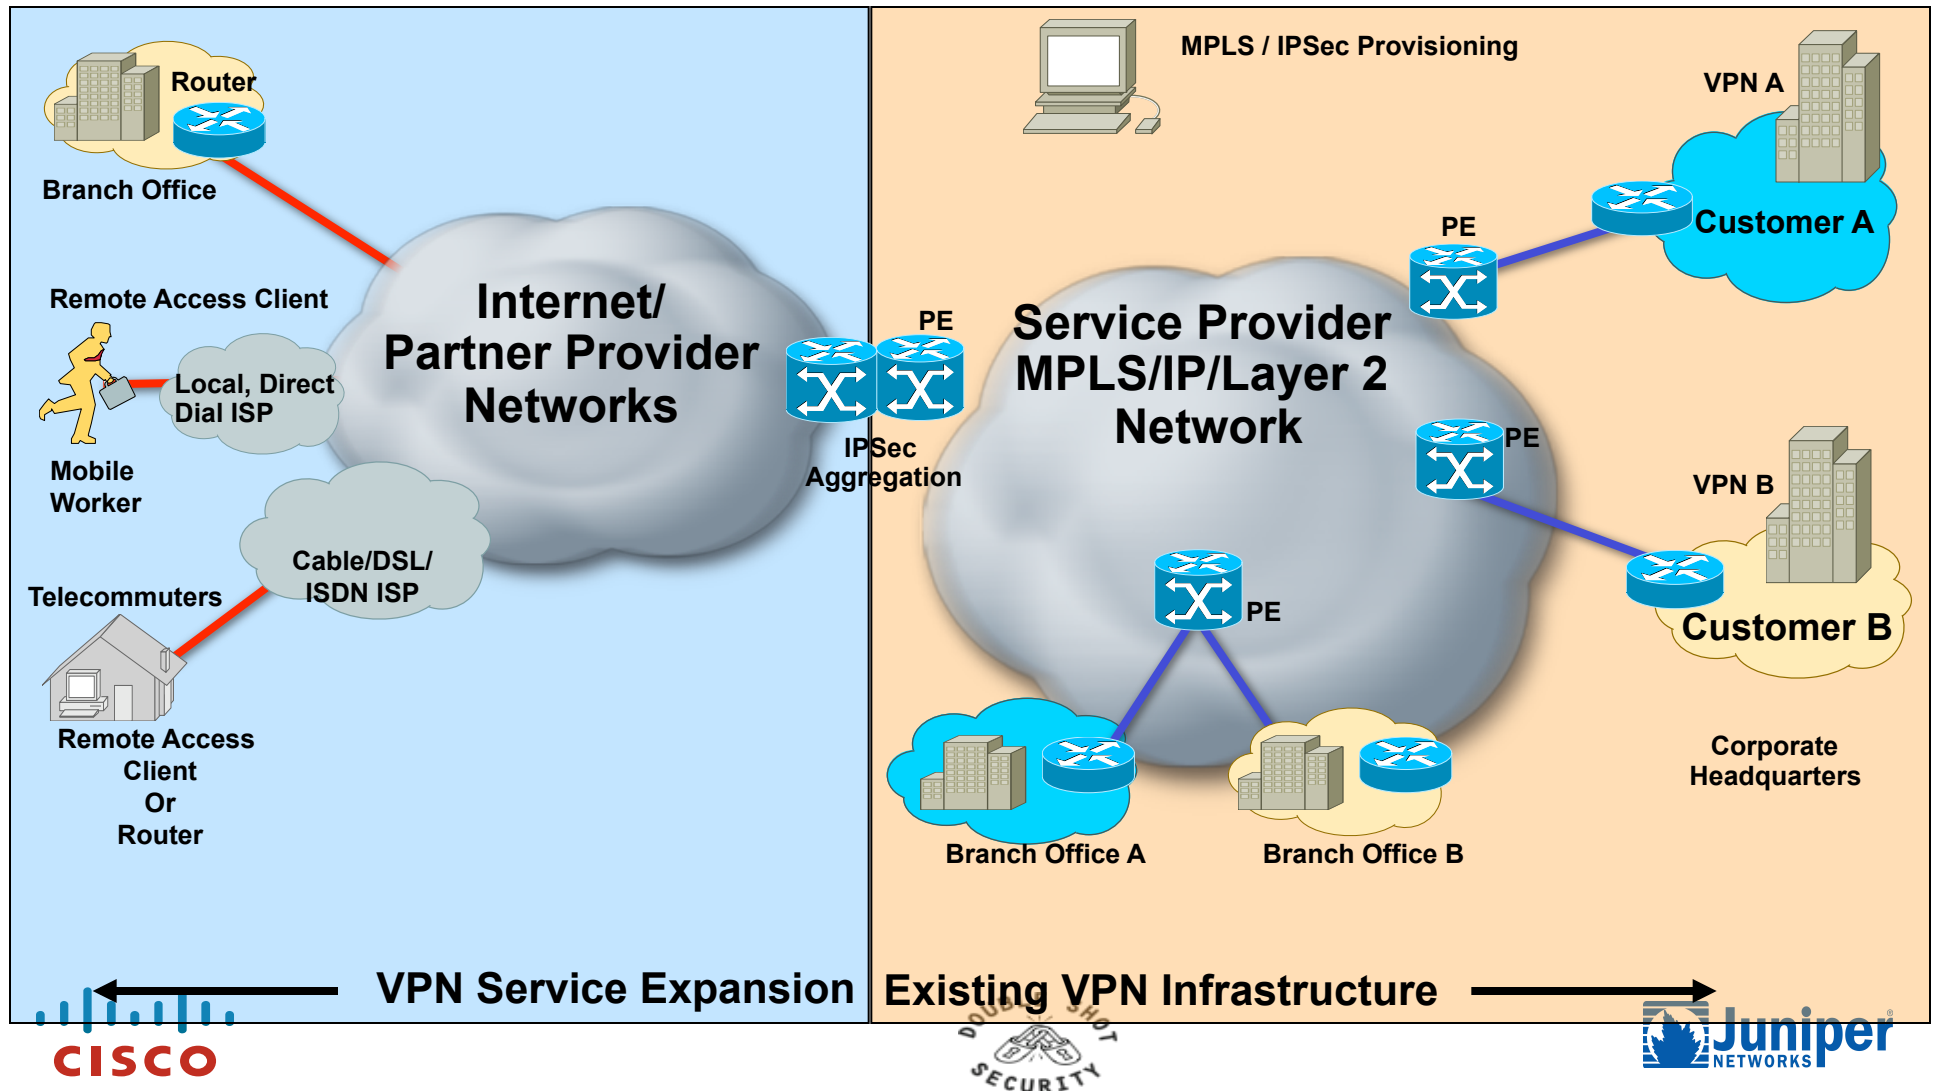 Router
Branch Office
Remote Access Client
Local, Direct
Dial ISP
Mobile
Worker
Cable/DSL/
ISDN ISP
Telecommuters
Remote Access
Client
Or
Router
Internet/
Partner Provider
Networks
PE
IPSec
Aggregation
MPLS / IPSec Provisioning
Service Provider
MPLS/IP/Layer 2
Network
PE
VPN A
Customer A
PE
VPN B
Customer B
PE
Corporate
Headquarters
Branch Office A
Branch Office B
VPN Service Expansion
Existing VPN Infrastructure
CISCO
DOUBLE SHOT
SECURITY
Juniper
NETWORKS